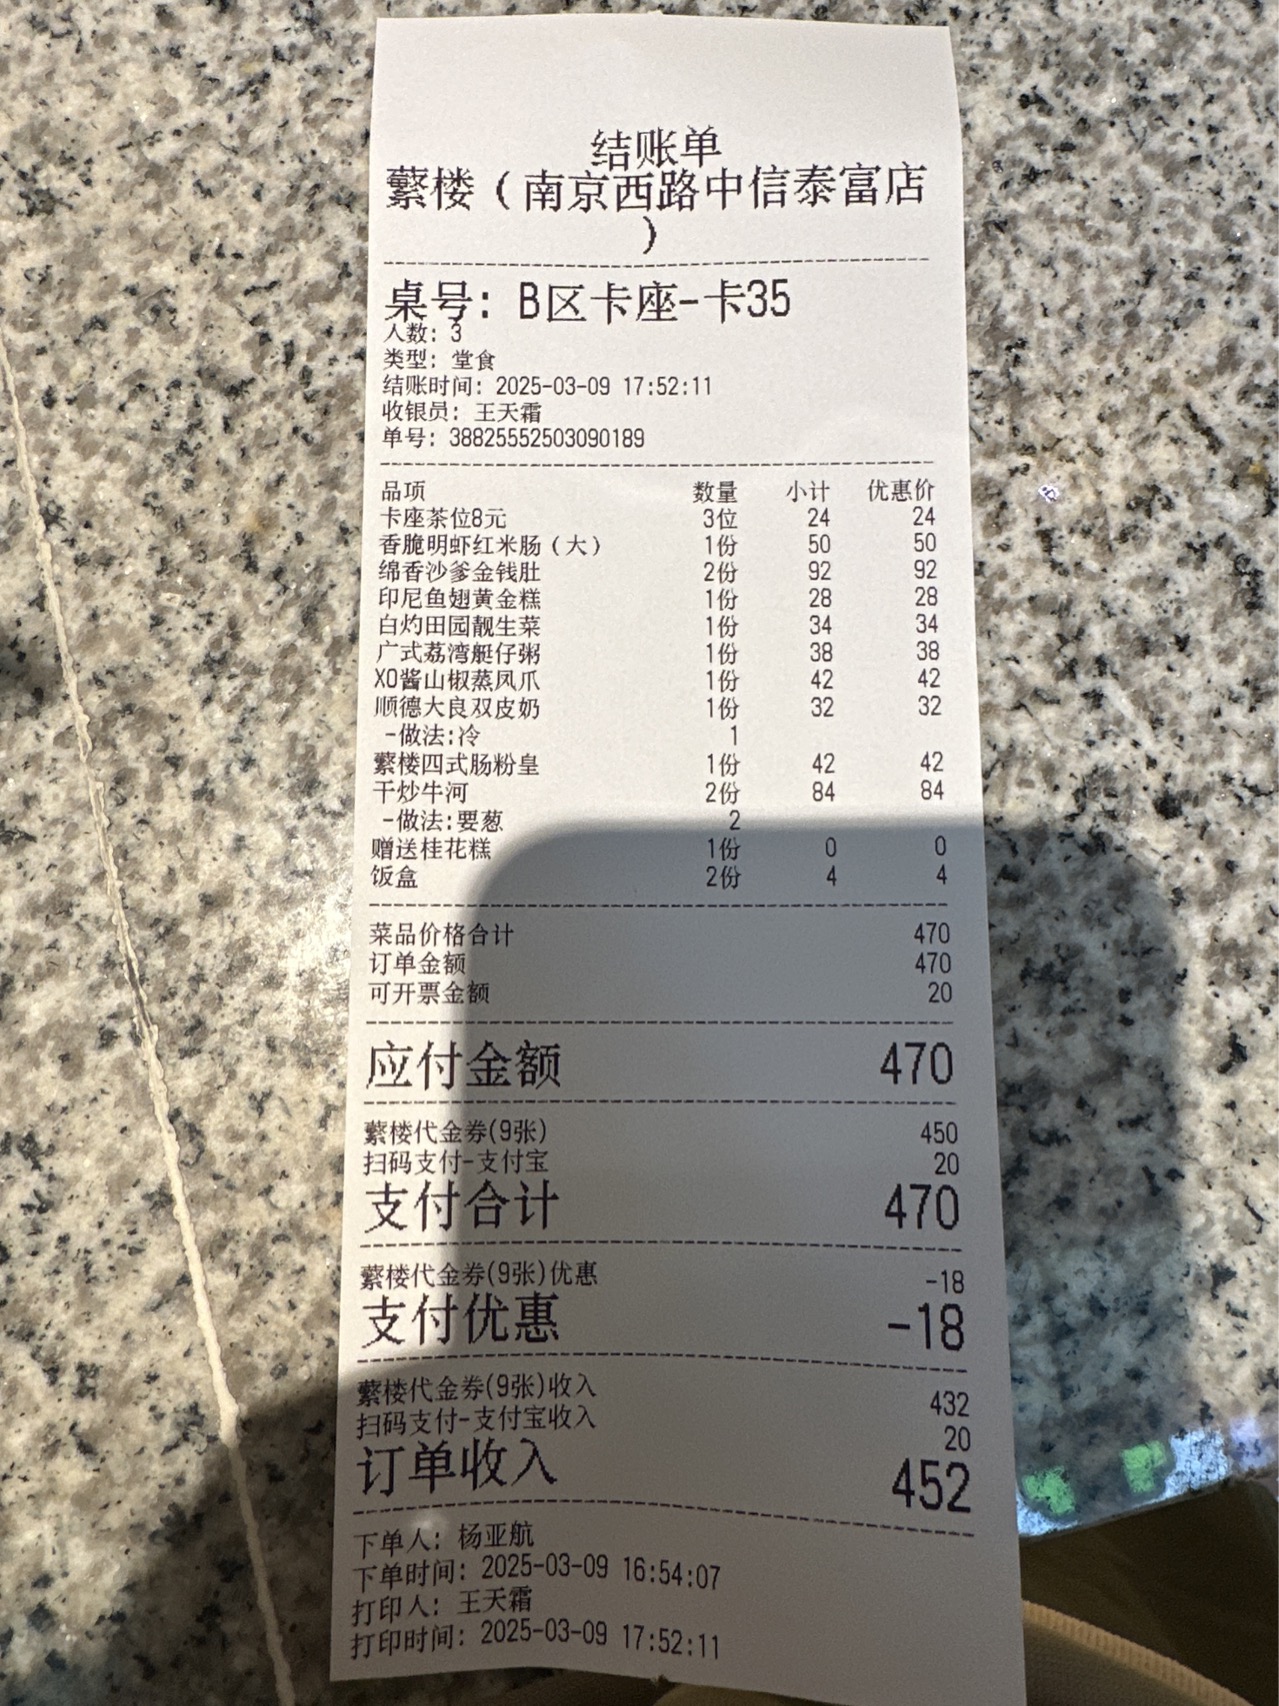 结账单
蘩楼（南京西路中信泰富店
）
桌号: B区卡座-卡35
人数: 3
类型: 堂食
结账时间: 2025-03-09 17:52:11
收银员: 王天霜
单号: 38825552503090189
品项 数量 小计 优惠价
卡座茶位8元 3位 24 24
香脆明虾红米肠（大） 1份 50 50
绵香沙爹金钱肚 2份 92 92
印尼鱼翅黄金糕 1份 28 28
白灼田园靓生菜 1份 34 34
广式荔湾艇仔粥 1份 38 38
XO酱山椒蒸凤爪 1份 42 42
顺德大良双皮奶 1份 32 32
-做法:冷 1
蘩楼四式肠粉皇 1份 42 42
干炒牛河 2份 84 84
-做法:要葱 2
赠送桂花糕 1份 0 0
饭盒 2份 4 4
菜品价格合计 470
订单金额 470
可开票金额 20
应付金额 470
蘩楼代金券(9张) 450
扫码支付-支付宝 20
支付合计 470
蘩楼代金券(9张)优惠 -18
支付优惠 -18
蘩楼代金券(9张)收入 432
扫码支付-支付宝收入 20
订单收入 452
下单人: 杨亚航
下单时间: 2025-03-09 16:54:07
打印人: 王天霜
打印时间: 2025-03-09 17:52:11